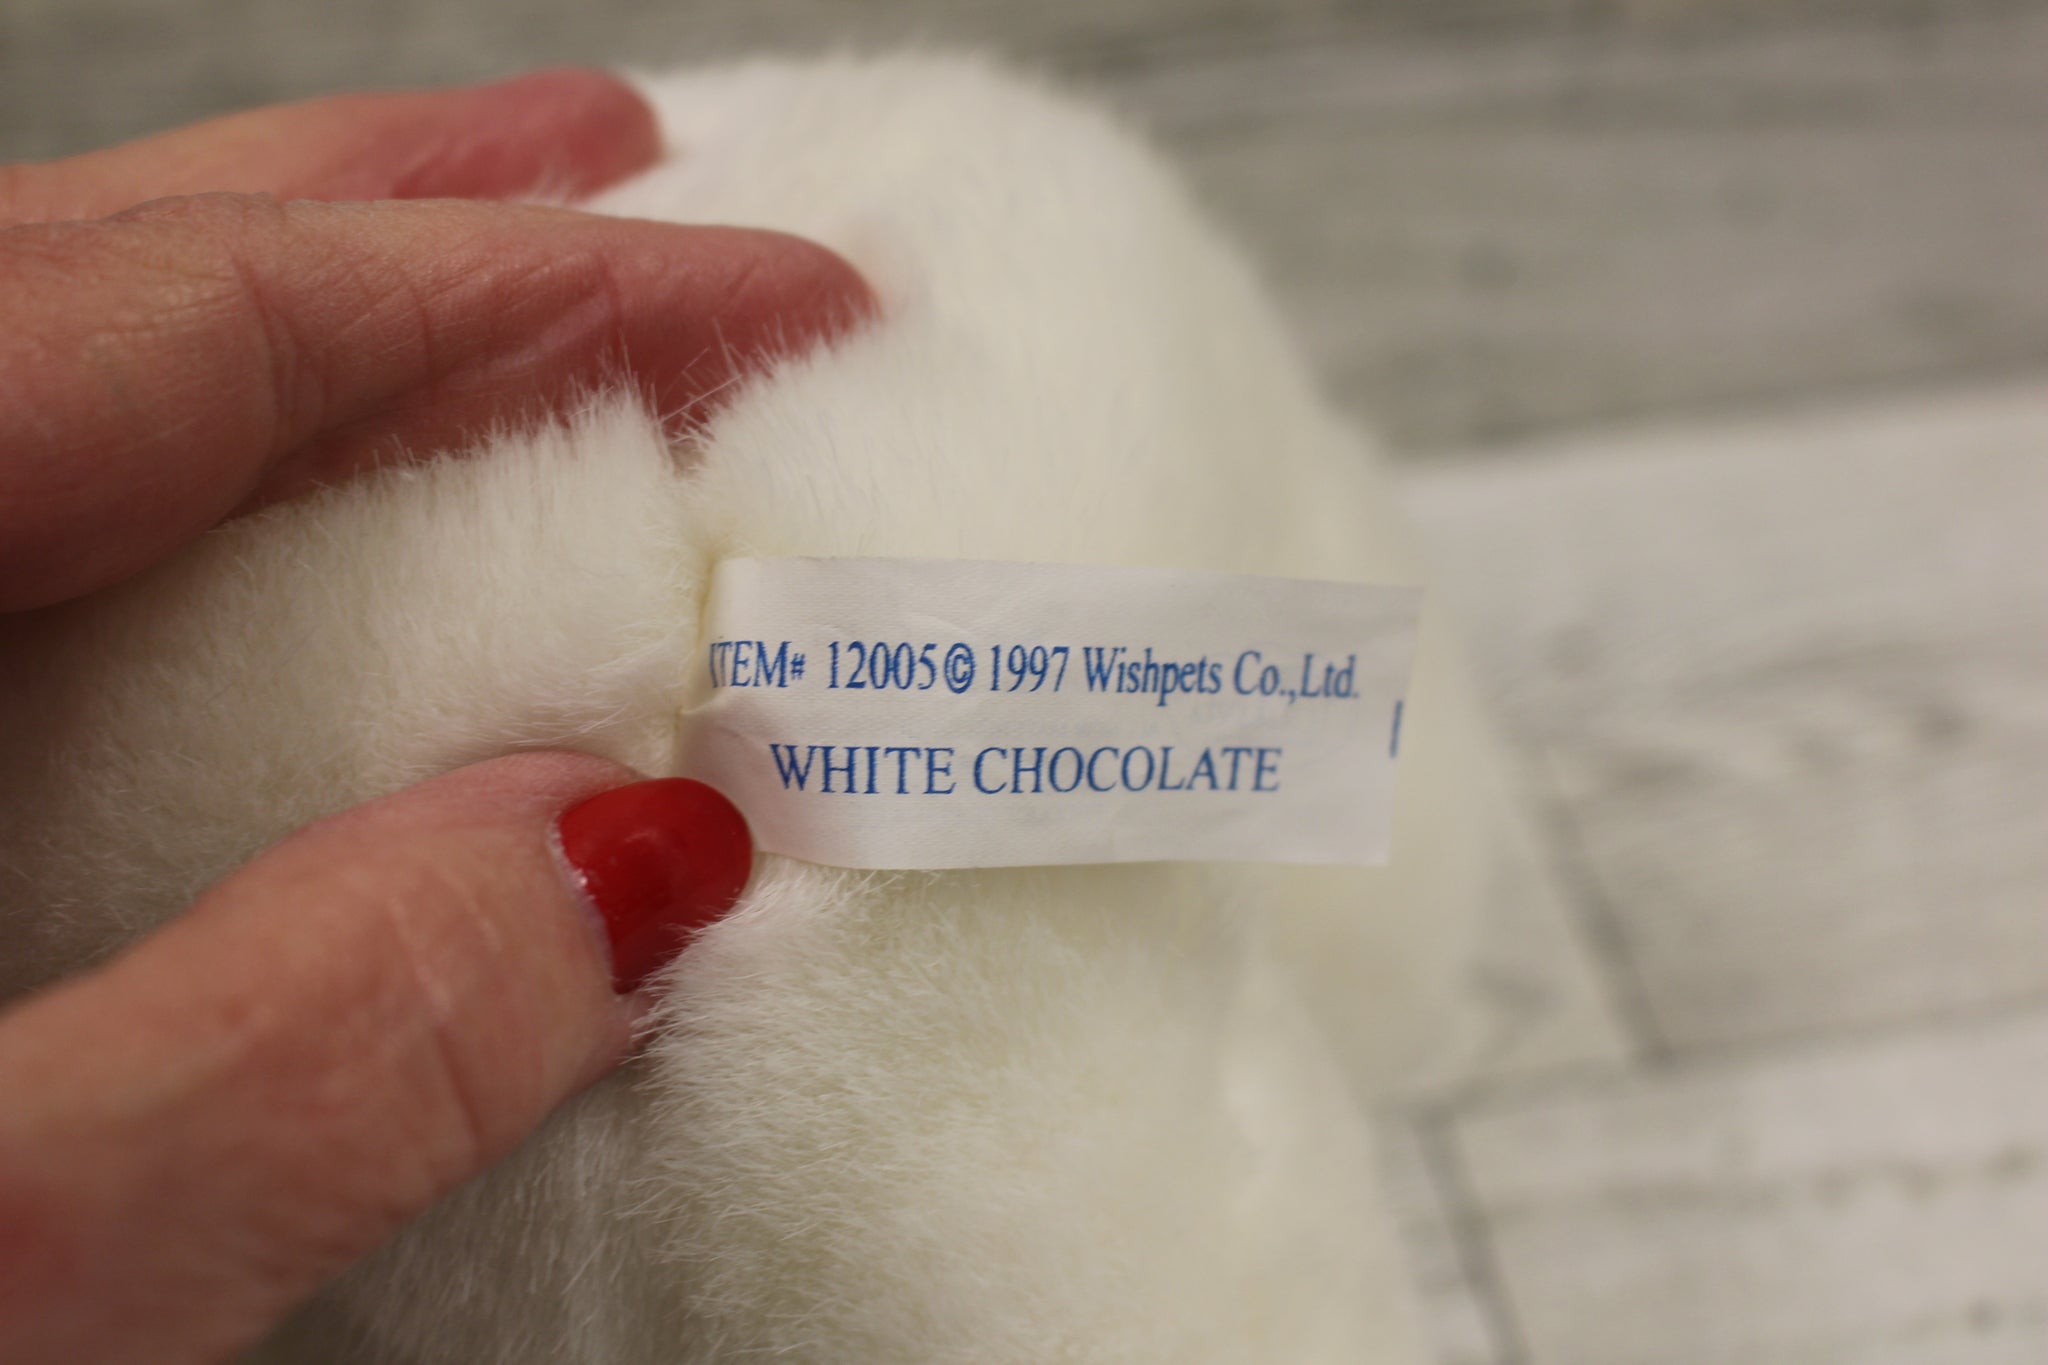 ITEM# 12005© 1997 Wishpets Co.,Ltd.
WHITE CHOCOLATE